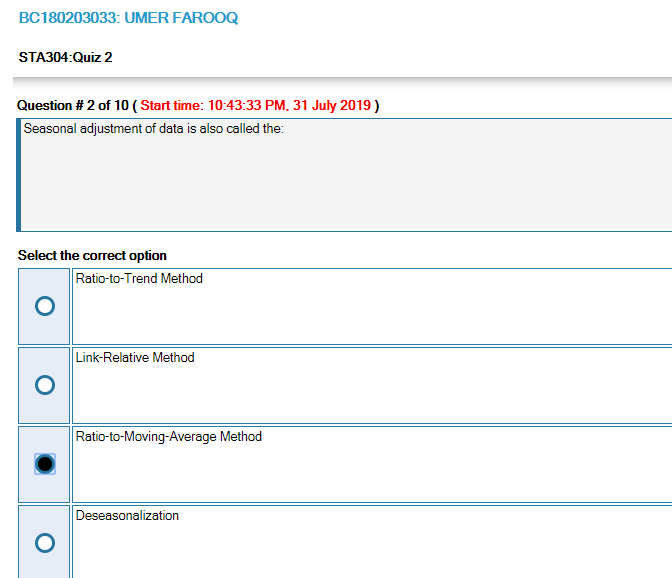 BC180203033: UMER FAROOQ
STA304:Quiz 2
Question # 2 of 10 ( Start time: 10:43:33 PM, 31 July 2019 )
Seasonal adjustment of data is also called the:
Select the correct option
Ratio-to-Trend Method
Link-Relative Method
Ratio-to-Moving-Average Method
Deseasonalization